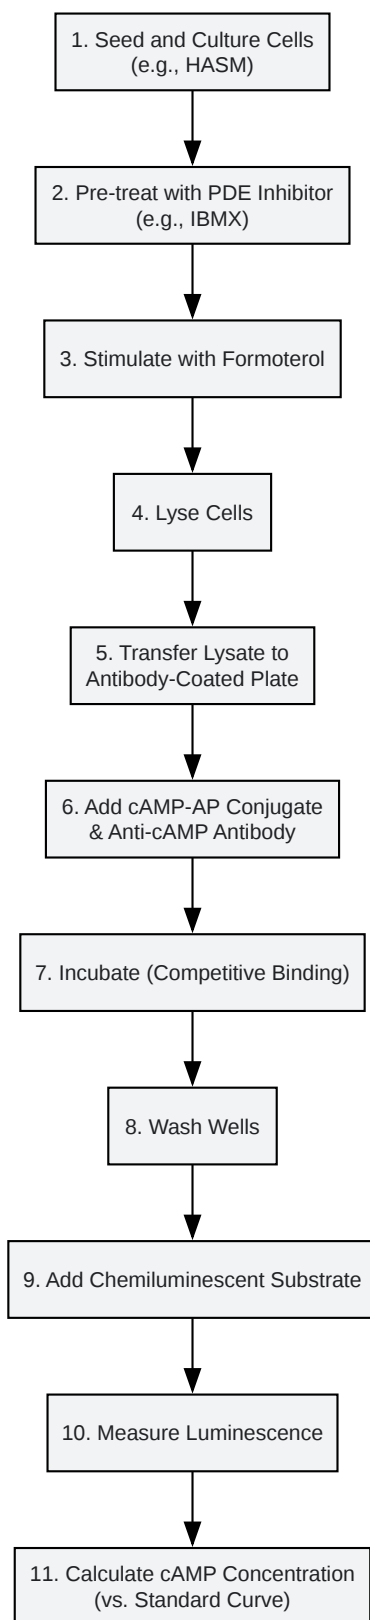 1. Seed and Culture Cells
(e.g., HASM)
2. Pre-treat with PDE Inhibitor
(e.g., IBMX)
3. Stimulate with Formoterol
4. Lyse Cells
5. Transfer Lysate to
Antibody-Coated Plate
6. Add cAMP-AP Conjugate
& Anti-cAMP Antibody
7. Incubate (Competitive Binding)
8. Wash Wells
9. Add Chemiluminescent Substrate
10. Measure Luminescence
11. Calculate cAMP Concentration
(vs. Standard Curve)